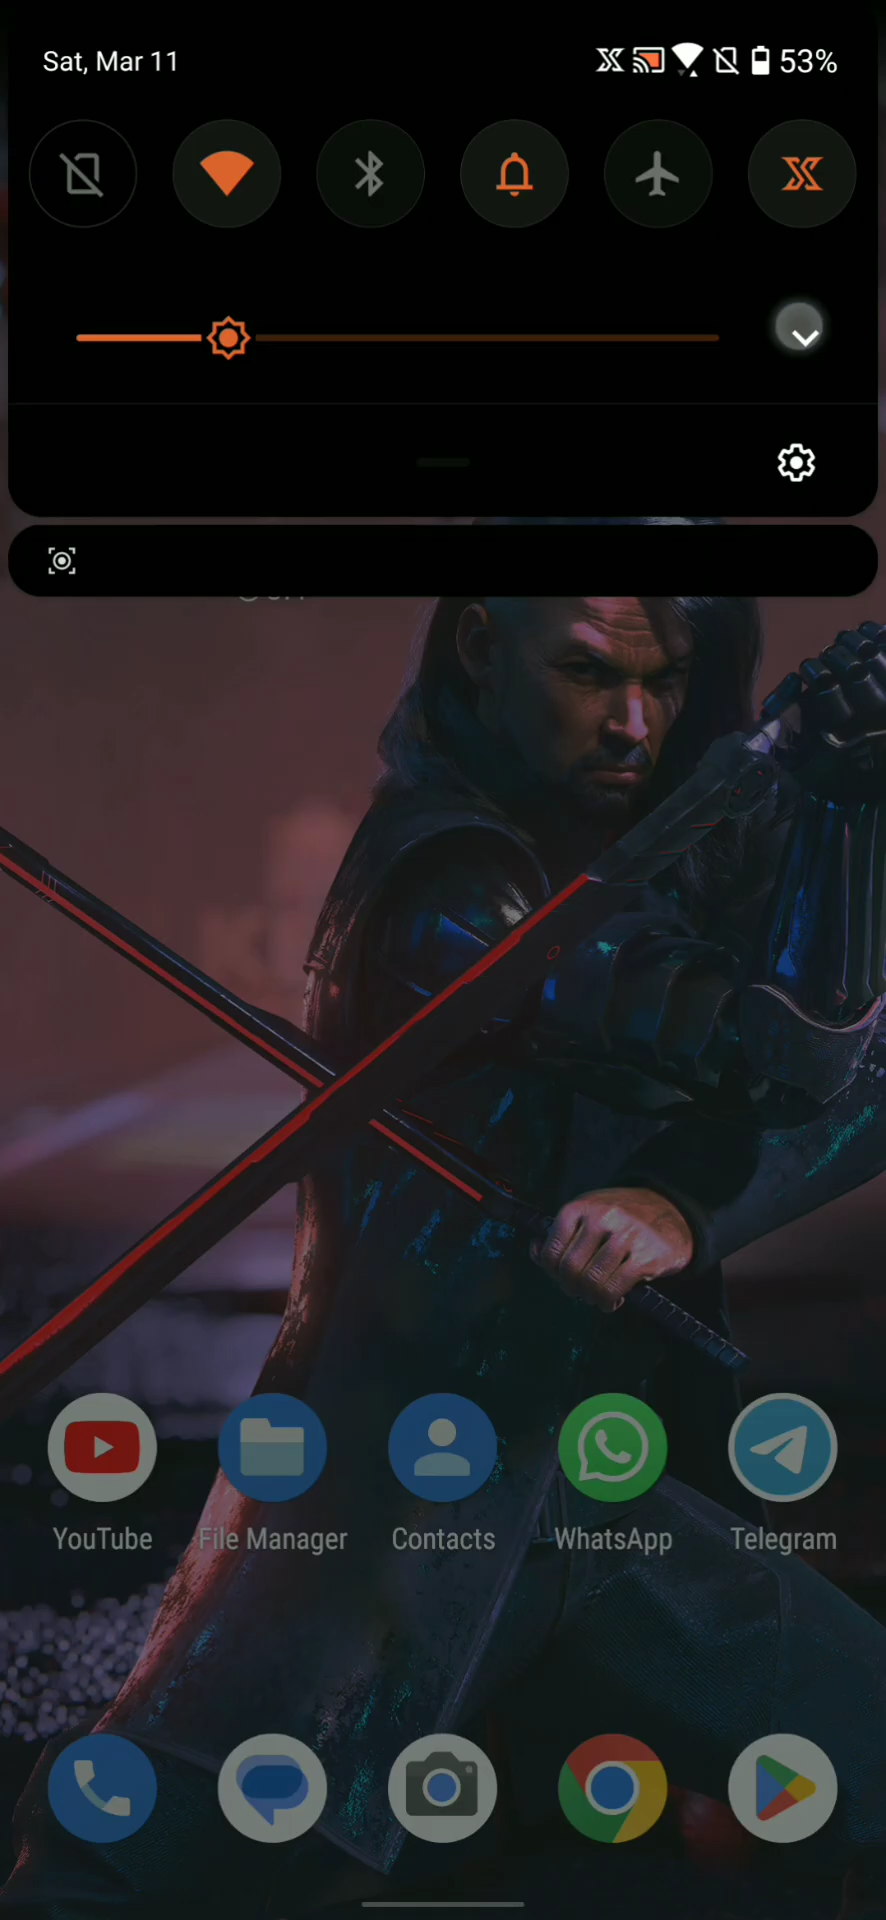 Sat, Mar 11
53%
YouTube
File Manager
Contacts
WhatsApp
Telegram